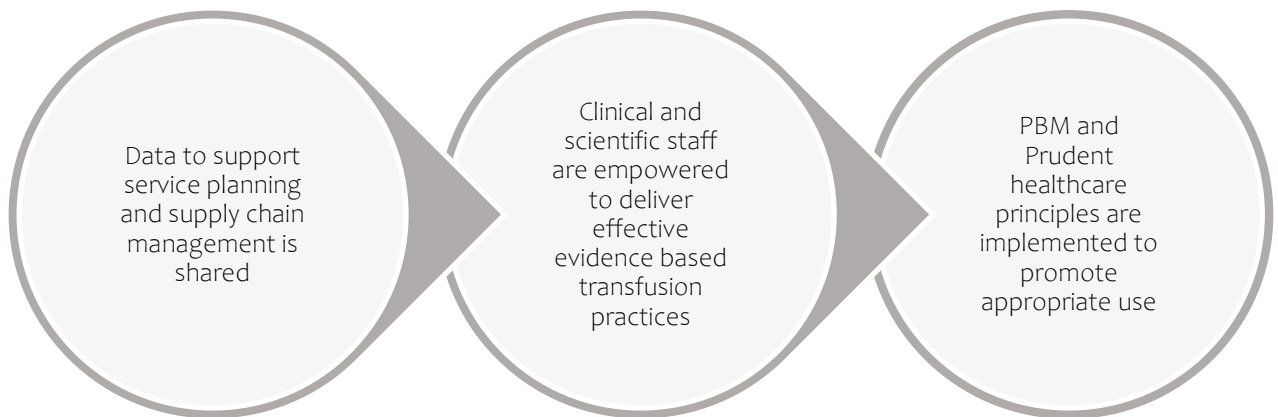 Data to support
service planning
and supply chain
management is
shared
Clinical and
scientific staff
are empowered
to deliver
effective
evidence based
transfusion
practices
PBM and
Prudent
healthcare
principles are
implemented to
promote
appropriate use